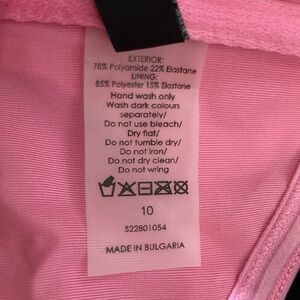 EXTERIOR:
78% Polyamide 22% Elastane
LINING:
85% Polyester 15% Elastane
Hand wash only
Wash dark colours
separately/
Do not use bleach/
Dry flat/
Do not tumble dry/
Do not iron/
Do not dry clean/
Do not wring
10
S22801054
MADE IN BULGARIA